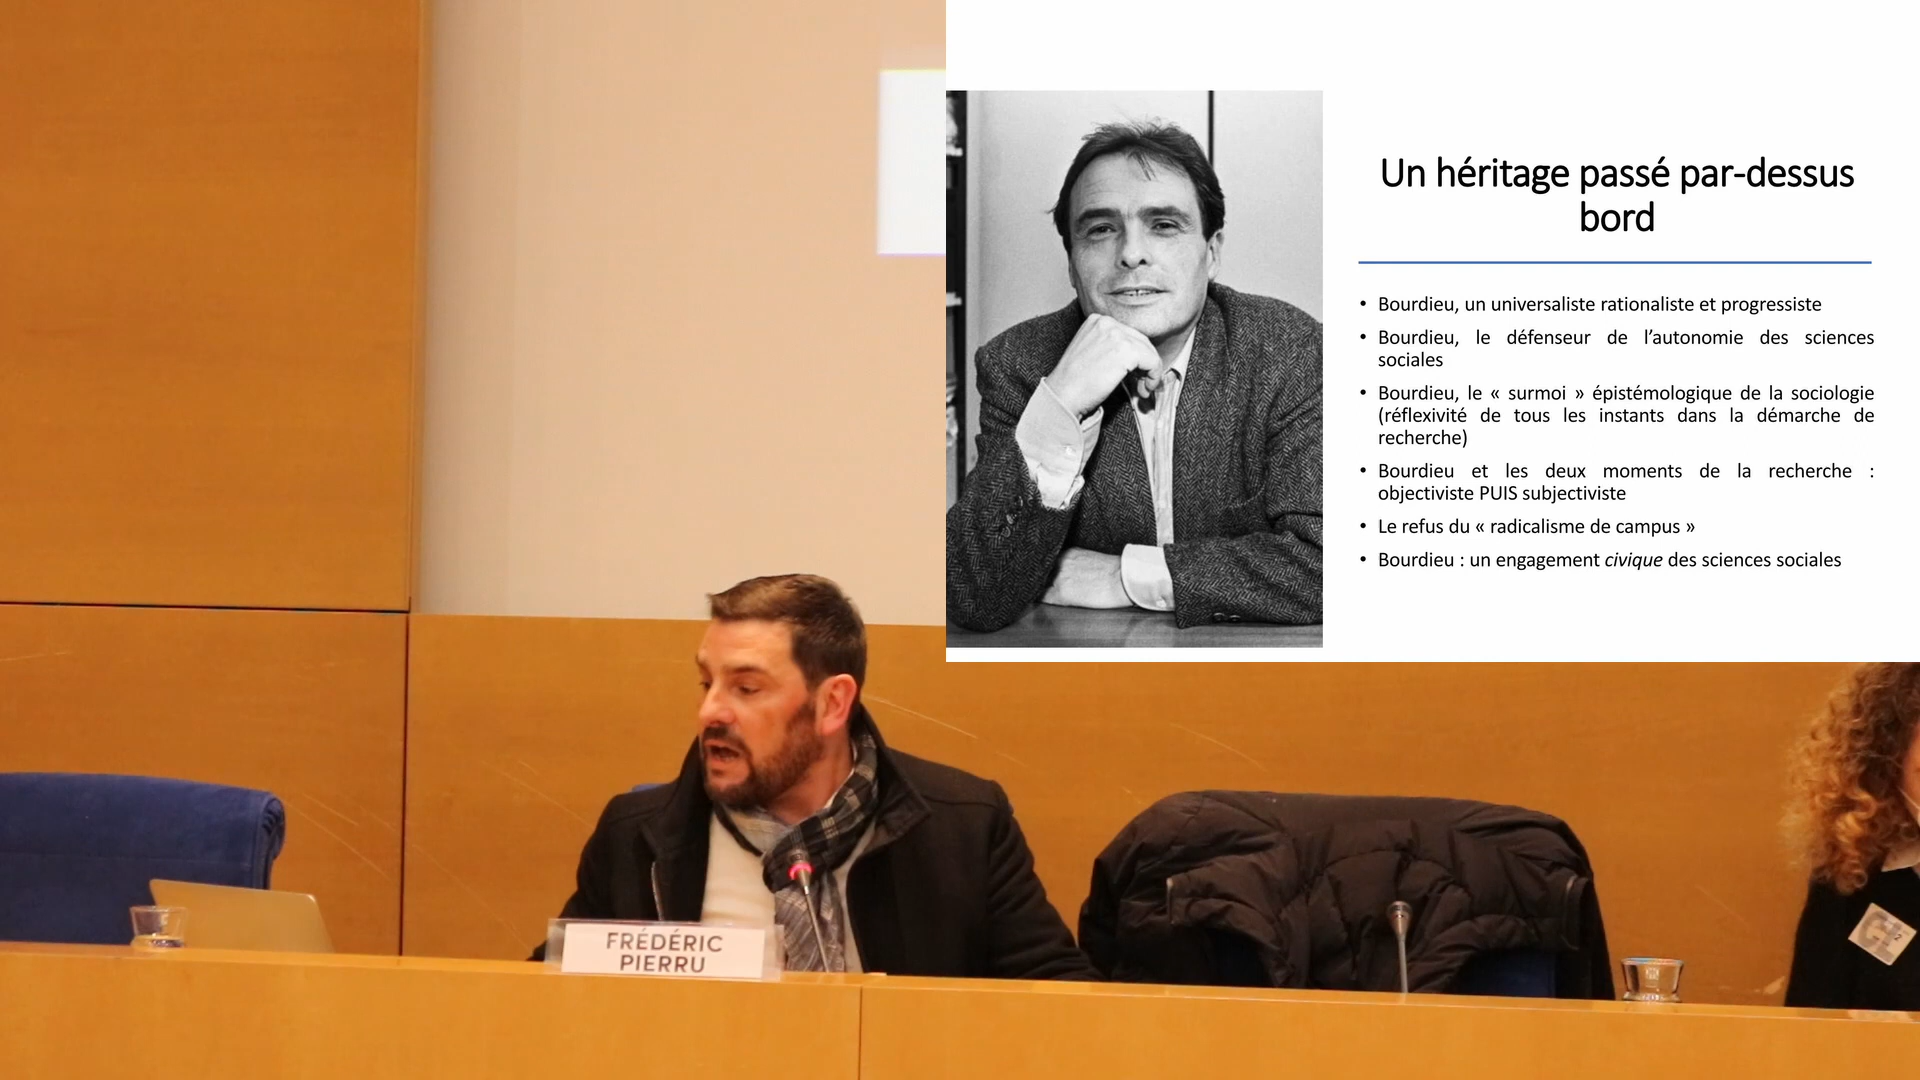 Un héritage passé par-dessus
bord
• Bourdieu, un universaliste rationaliste et progressiste
• Bourdieu, le défenseur de l’autonomie des sciences
sociales
• Bourdieu, le « surmoi » épistémologique de la sociologie
(réflexivité de tous les instants dans la démarche de
recherche)
• Bourdieu et les deux moments de la recherche :
objectiviste PUIS subjectiviste
• Le refus du « radicalisme de campus »
• Bourdieu : un engagement civique des sciences sociales
FRÉDÉRIC
PIERRU